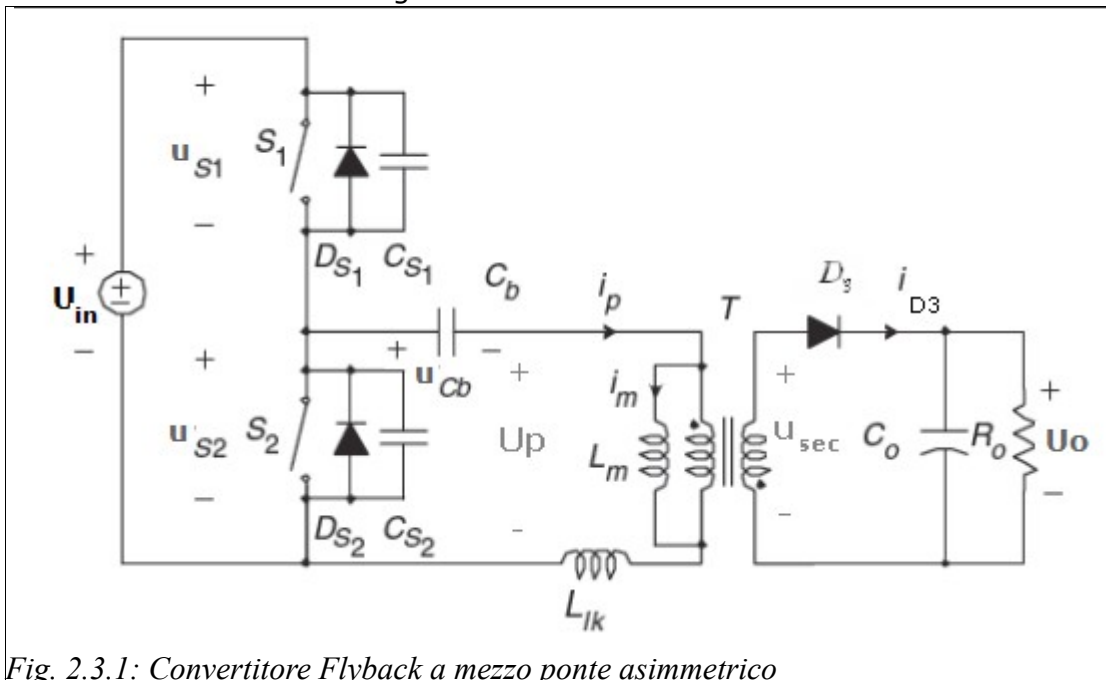 +
u S1
−
S1
DS1
CS1
+
Uin
−
+
u S2
−
S2
DS2
CS2
Cb
+
uCb
−
ip
+
Up
−
im
Lm
Llk
T
D3
iD3
+
usec
−
Co
Ro
+
Uo
−
Fig. 2.3.1: Convertitore Flyback a mezzo ponte asimmetrico